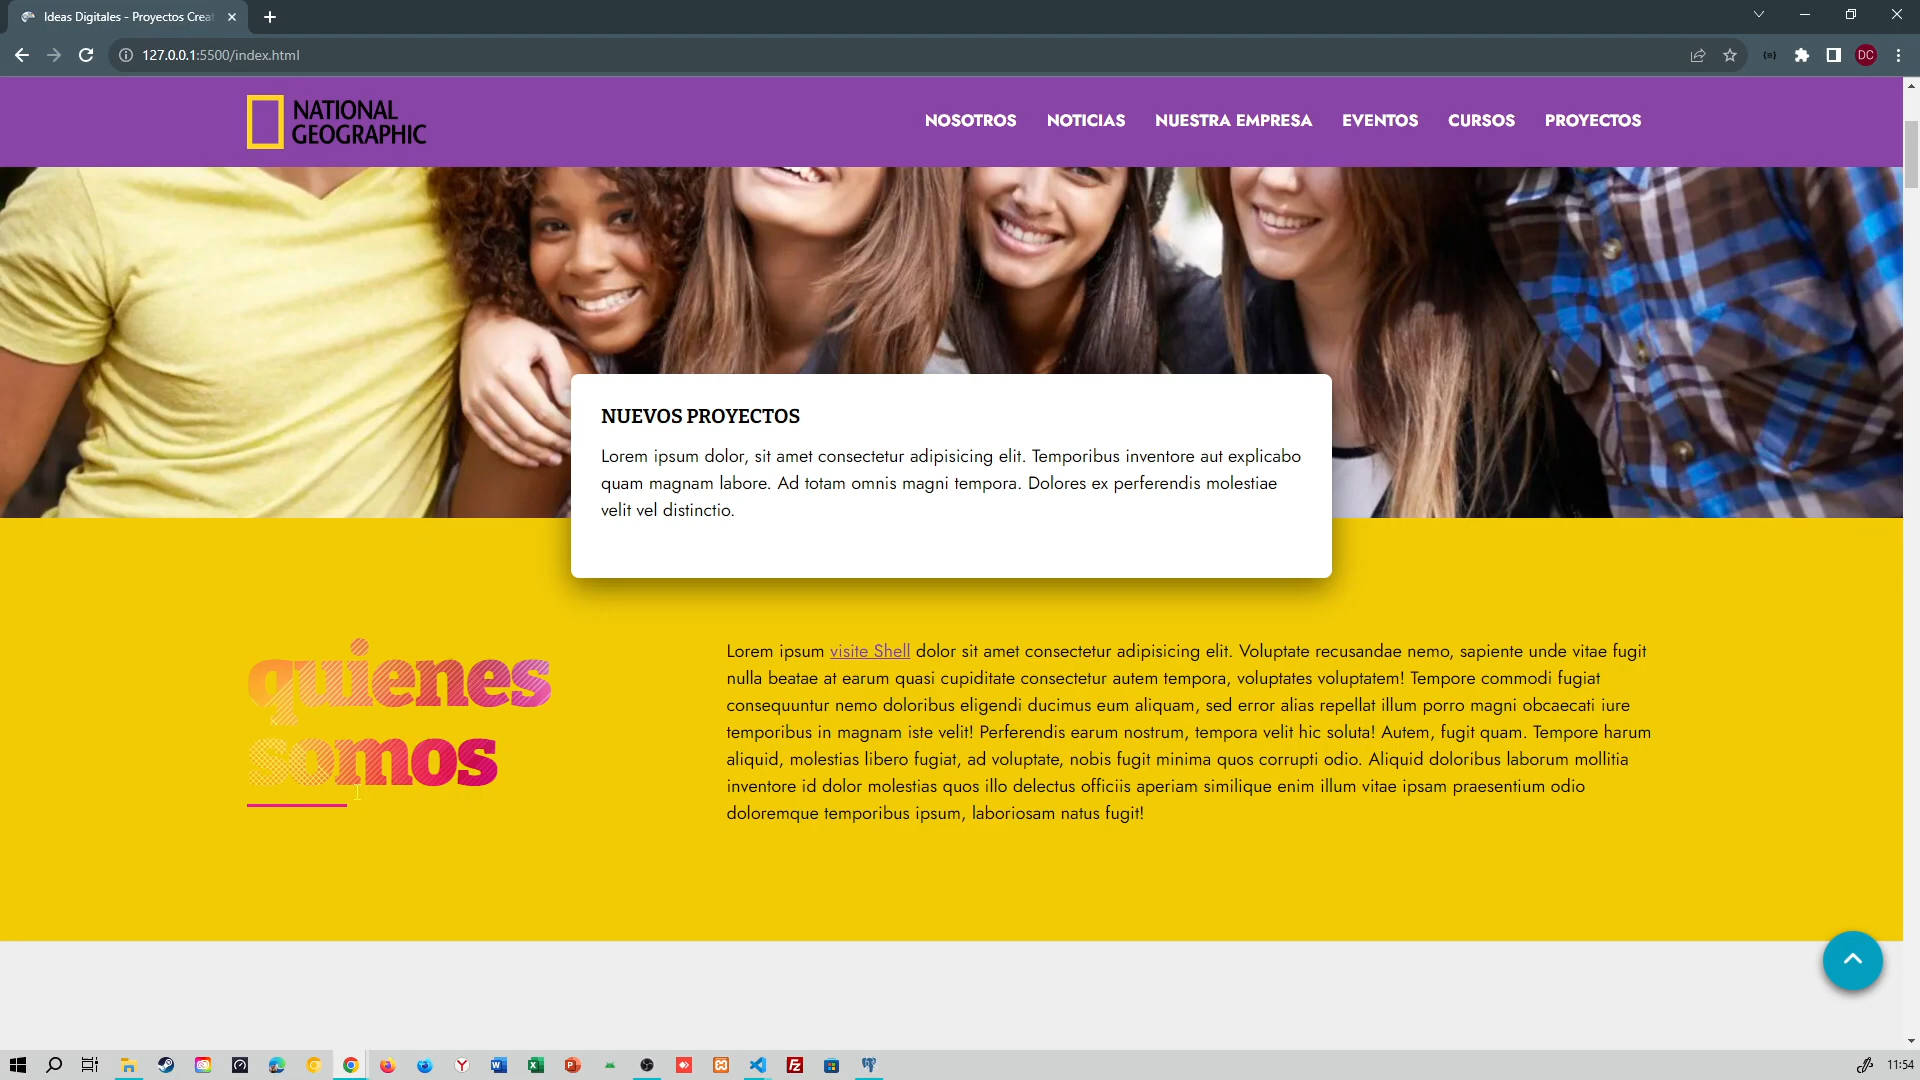 Ideas Digitales - Proyectos Creat
127.0.0.1:5500/index.html
DC
NATIONAL
GEOGRAPHIC
NOSOTROS NOTICIAS NUESTRA EMPRESA EVENTOS CURSOS PROYECTOS
NUEVOS PROYECTOS
Lorem ipsum dolor, sit amet consectetur adipisicing elit. Temporibus inventore aut explicabo
quam magnam labore. Ad totam omnis magni tempora. Dolores ex perferendis molestiae
velit vel distinctio.
quienes
somos
Lorem ipsum visite Shell dolor sit amet consectetur adipisicing elit. Voluptate recusandae nemo, sapiente unde vitae fugit
nulla beatae at earum quasi cupiditate consectetur autem tempora, voluptates voluptatem! Tempore commodi fugiat
consequuntur nemo doloribus eligendi ducimus eum aliquam, sed error alias repellat illum porro magni obcaecati iure
temporibus in magnam iste velit! Perferendis earum nostrum, tempora velit hic soluta! Autem, fugit quam. Tempore harum
aliquid, molestias libero fugiat, ad voluptate, nobis fugit minima quos corrupti odio. Aliquid doloribus laborum mollitia
inventore id dolor molestias quos illo delectus officiis aperiam similique enim illum vitae ipsam praesentium odio
doloremque temporibus ipsum, laboriosam natus fugit!
11:54